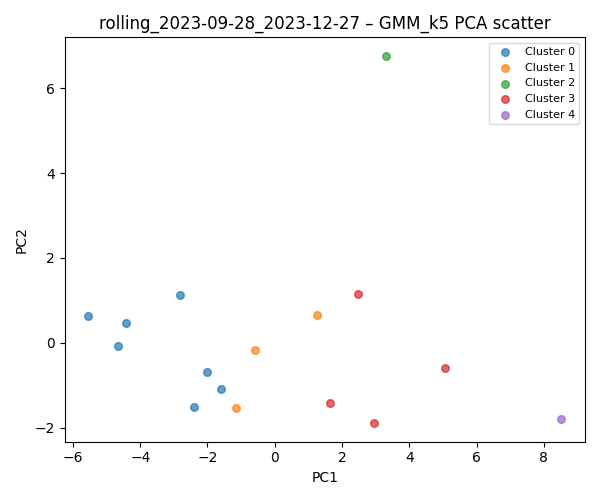 rolling_2023-09-28_2023-12-27 – GMM_k5 PCA scatter
Cluster 0
Cluster 1
Cluster 2
Cluster 3
Cluster 4
PC2
6
4
2
0
−2
−6
−4
−2
0
2
4
6
8
PC1